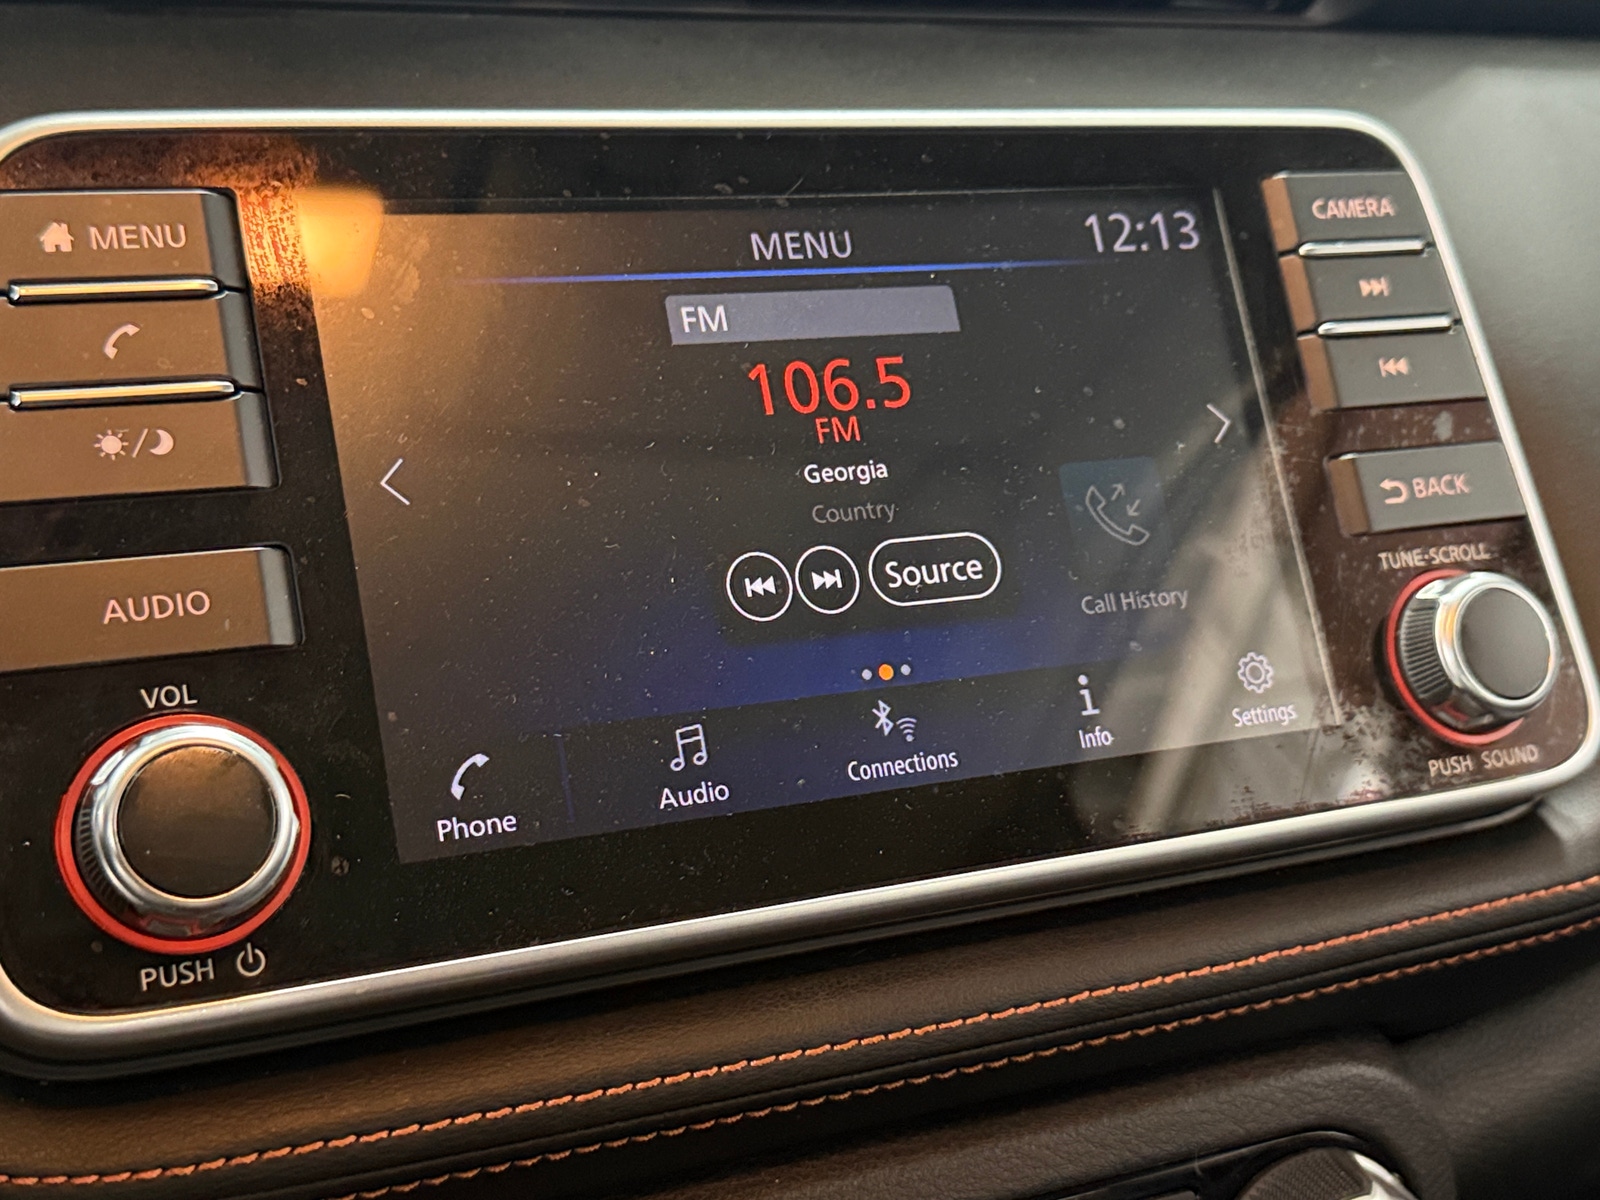 MENU
AUDIO
VOL
PUSH
MENU
12:13
FM
106.5
FM
Georgia
Country
Source
Call History
Phone
Audio
Connections
Info
Settings
CAMERA
BACK
TUNE·SCROLL
PUSH SOUND